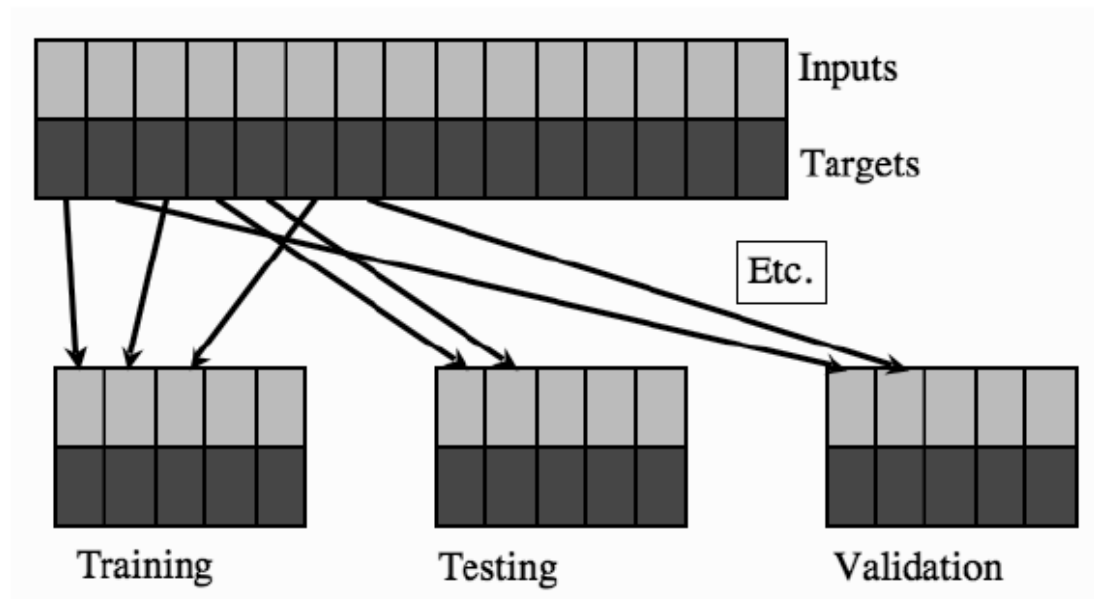 Inputs
Targets
Etc.
Training
Testing
Validation